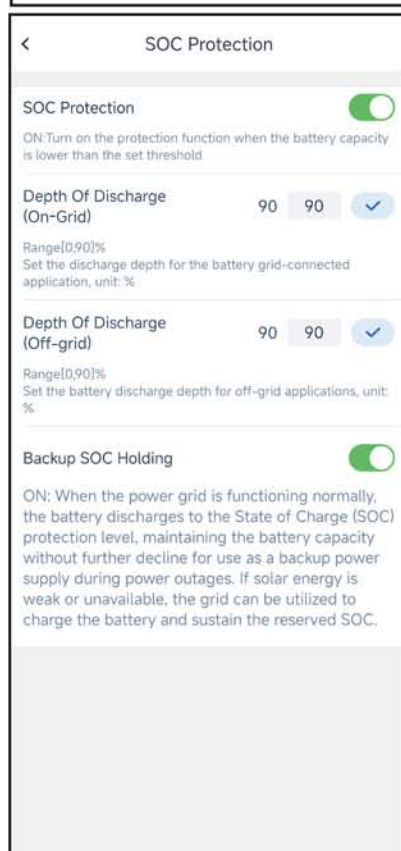 SOC Protection
SOC Protection
ON:Turn on the protection function when the battery capacity
is lower than the set threshold
Depth Of Discharge
(On-Grid)
90 90
Range[0,90]%
Set the discharge depth for the battery grid-connected
application, unit: %
Depth Of Discharge
(Off-grid)
90 90
Range[0,90]%
Set the battery discharge depth for off-grid applications, unit:
%
Backup SOC Holding
ON: When the power grid is functioning normally,
the battery discharges to the State of Charge (SOC)
protection level, maintaining the battery capacity
without further decline for use as a backup power
supply during power outages. If solar energy is
weak or unavailable, the grid can be utilized to
charge the battery and sustain the reserved SOC.